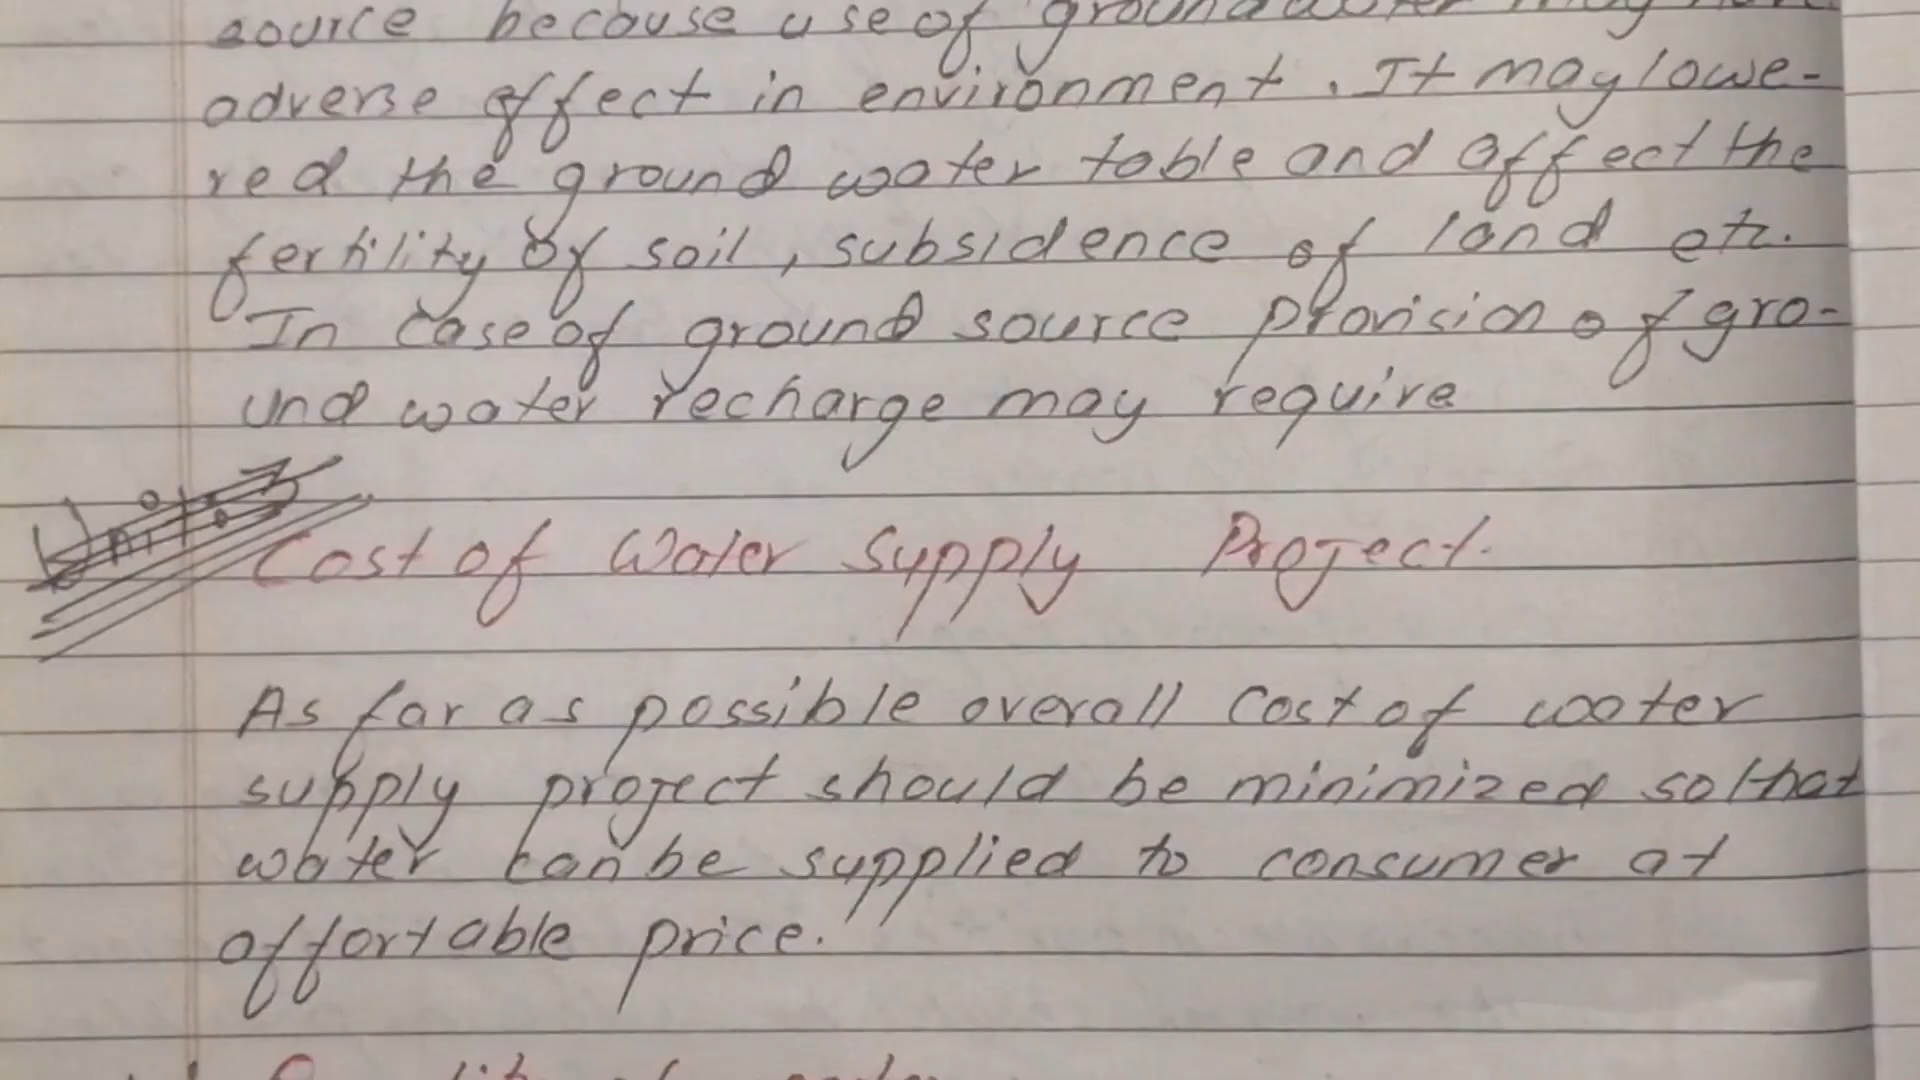 source because use of ground water may
adverse effect in environment. It may lowe-
red the ground water table and affect the
fertility of soil, subsidence of land etc.
In case of ground source provision of gro-
und water recharge may require
Cost of Water Supply Project.
As far as possible overall cost of water
supply project should be minimized so that
water can be supplied to consumer at
affortable price.